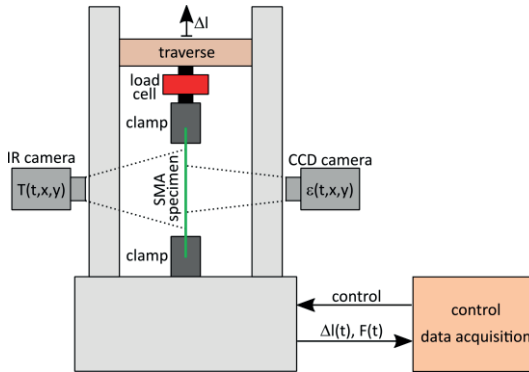 Δl
traverse
load
cell
clamp
IR camera
CCD camera
T(t,x,y)
SMA
specimen
ε(t,x,y)
clamp
control
control
data acquisition
Δl(t), F(t)